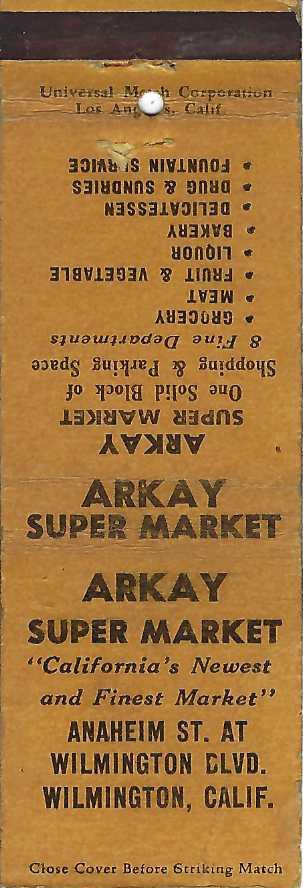 Universal Match Corporation
Los Angeles, Calif
ARKAY
SUPER MARKET
One Solid Block of
Shopping & Parking Space
8 Fine Departments
• GROCERY
• MEAT
• FRUIT & VEGETABLE
• LIQUOR
• BAKERY
• DELICATESSEN
• DRUG & SUNDRIES
• FOUNTAIN SERVICE
ARKAY
SUPER MARKET
ARKAY
SUPER MARKET
"California's Newest
and Finest Market"
ANAHEIM ST. AT
WILMINGTON BLVD.
WILMINGTON, CALIF.
Close Cover Before Striking Match